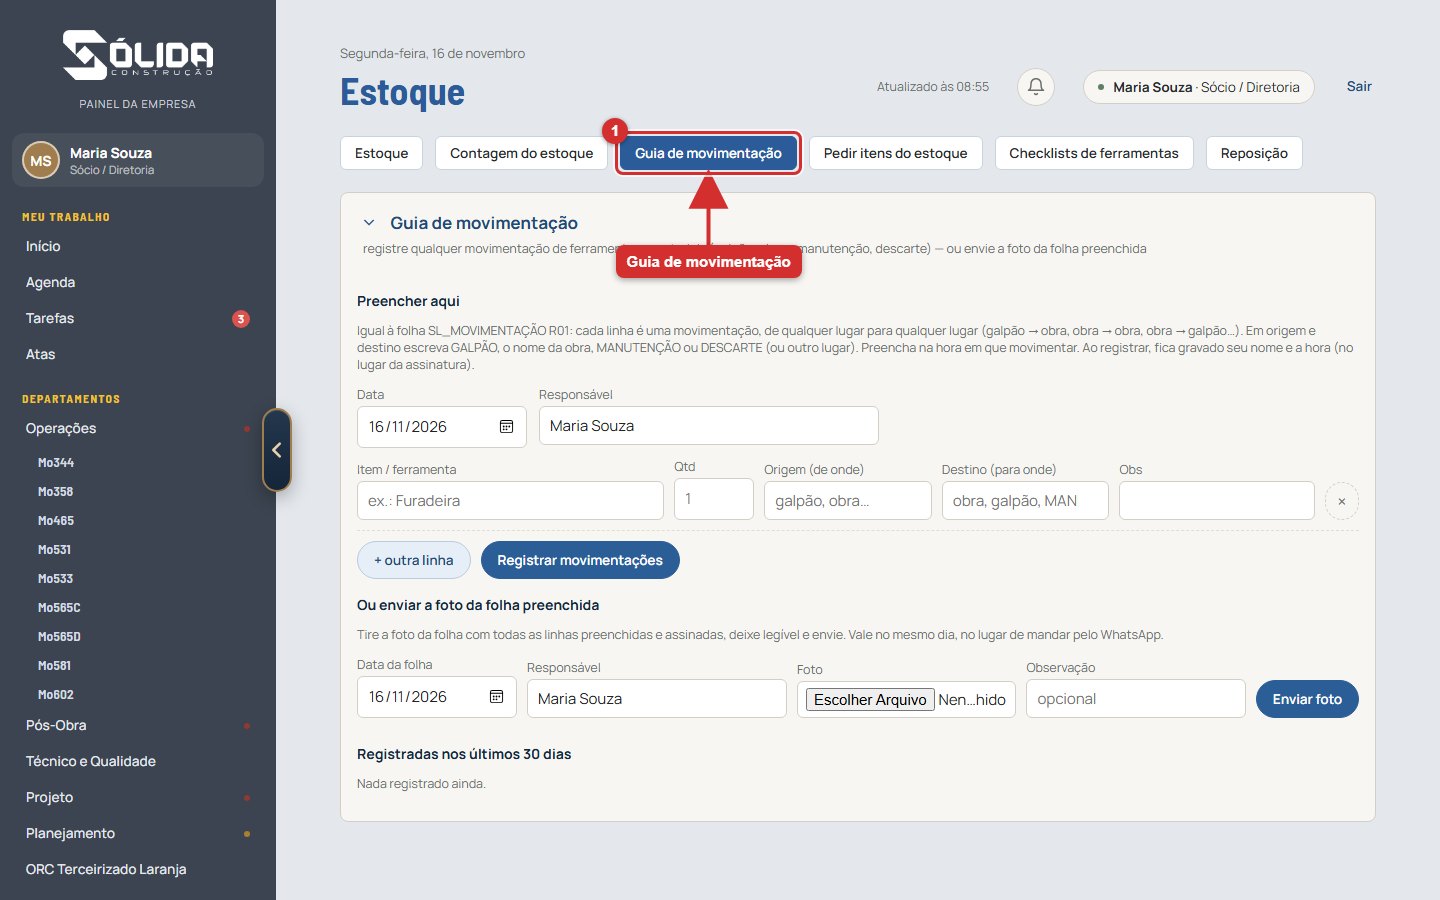 SÓLIDA
CONSTRUÇÃO
PAINEL DA EMPRESA
MS
Maria Souza
Sócio / Diretoria
MEU TRABALHO
Início
Agenda
Tarefas
3
Atas
DEPARTAMENTOS
Operações
Mo344
Mo358
Mo465
Mo531
Mo533
Mo565C
Mo565D
Mo581
Mo602
Pós-Obra
Técnico e Qualidade
Projeto
Planejamento
ORC Terceirizado Laranja
Segunda-feira, 16 de novembro
Estoque
Atualizado às 08:55
Maria Souza · Sócio / Diretoria
Sair
Estoque
Contagem do estoque
1
Guia de movimentação
Pedir itens do estoque
Checklists de ferramentas
Reposição
Guia de movimentação
registre qualquer movimentação de ferrament manutenção, descarte) — ou envie a foto da folha preenchida
Guia de movimentação
Preencher aqui
Igual à folha SL_MOVIMENTAÇÃO R01: cada linha é uma movimentação, de qualquer lugar para qualquer lugar (galpão → obra, obra → obra, obra → galpão…). Em origem e
destino escreva GALPÃO, o nome da obra, MANUTENÇÃO ou DESCARTE (ou outro lugar). Preencha na hora em que movimentar. Ao registrar, fica gravado seu nome e a hora (no
lugar da assinatura).
Data
Responsável
16/11/2026
Maria Souza
Item / ferramenta
Qtd
Origem (de onde)
Destino (para onde)
Obs
ex.: Furadeira
1
galpão, obra…
obra, galpão, MAN
×
+ outra linha
Registrar movimentações
Ou enviar a foto da folha preenchida
Tire a foto da folha com todas as linhas preenchidas e assinadas, deixe legível e envie. Vale no mesmo dia, no lugar de mandar pelo WhatsApp.
Data da folha
Responsável
Foto
Observação
16/11/2026
Maria Souza
Escolher Arquivo
Nen…hido
opcional
Enviar foto
Registradas nos últimos 30 dias
Nada registrado ainda.